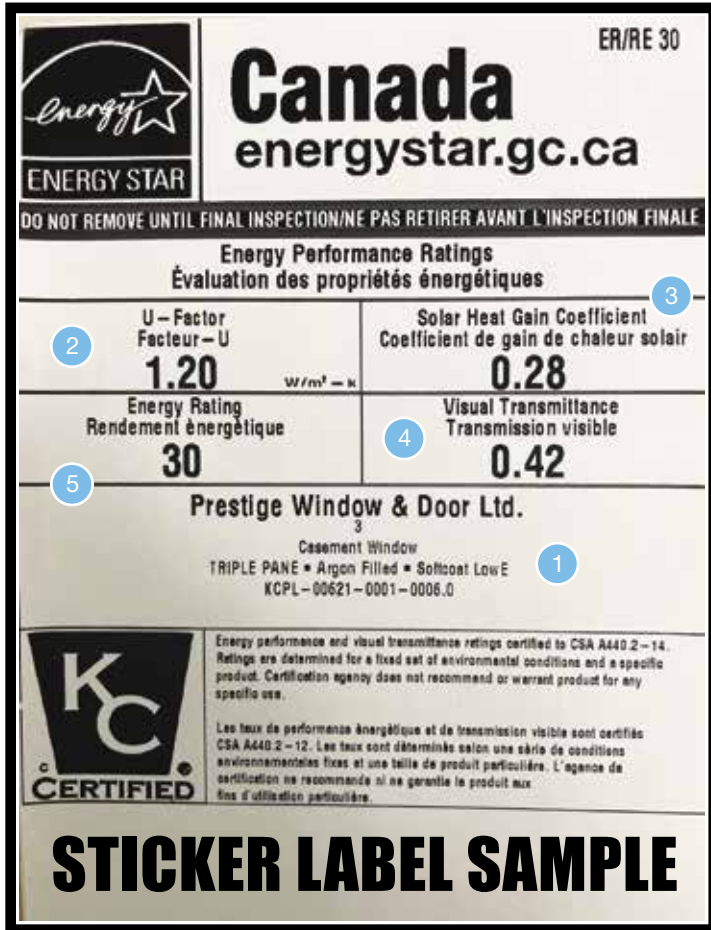 ER/RE 30
energy
ENERGY STAR
Canada
energystar.gc.ca
DO NOT REMOVE UNTIL FINAL INSPECTION/NE PAS RETIRER AVANT L'INSPECTION FINALE
Energy Performance Ratings
Évaluation des propriétés énergétiques
3
2
U-Factor
Facteur-U
1.20 W/m²-K
Solar Heat Gain Coefficient
Coefficient de gain de chaleur solair
0.28
Energy Rating
Rendement ènergètique
30
Visual Transmittance
Transmission visible
0.42
4
5
Prestige Window & Door Ltd.
3
Casement Window
TRIPLE PANE ▪ Argon Filled ▪ Softcoat LowE
KCPL-00621-0001-0006.0
1
KC
C ®
CERTIFIED
Energy performance and visual transmittance ratings certified to CSA A440.2-14.
Ratings are determined for a fixed set of environmental conditions and a specific
product. Certification agency does not recommend or warrant product for any
specific use.
Les taux de performance ènergètique et de transmission visible sont certifiés
CSA A440.2-12. Les taux sont dèterminès selon une sèrie de conditions
environnementales fixes et une taille de produit particulière. L'agence de
certification ne recommande ni ne garantie le produit aux
fins d'utilisation particulière.
STICKER LABEL SAMPLE